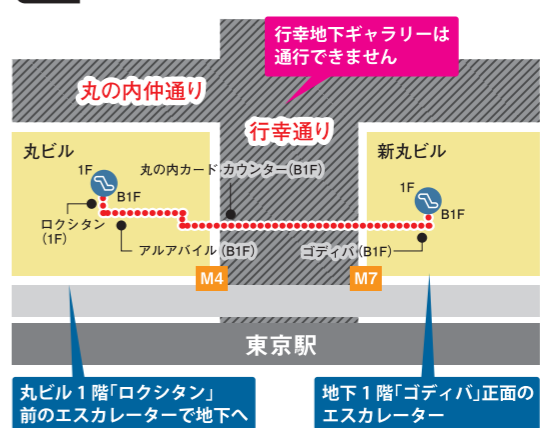 行幸地下ギャラリーは
通行できません
丸の内仲通り
行幸通り
丸ビル
新丸ビル
1F
丸の内カード カウンター(B1F)
1F
B1F
B1F
ロクシタン
(1F)
アルアバイル (B1F)
ゴディバ(B1F)
M4
M7
東京駅
丸ビル 1 階「ロクシタン」
前のエスカレーターで地下へ
地下 1 階「ゴディバ」正面の
エスカレーター